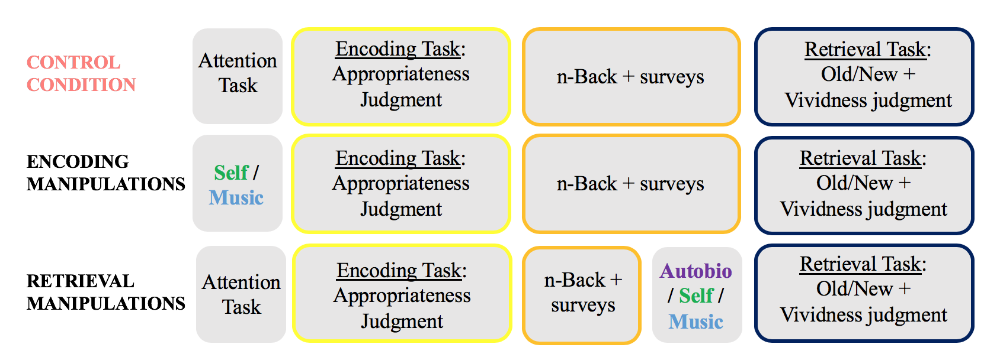 CONTROL
CONDITION
Attention
Task
Encoding Task:
Appropriateness
Judgment
n-Back + surveys
Retrieval Task:
Old/New +
Vividness judgment
ENCODING
MANIPULATIONS
Self /
Music
Encoding Task:
Appropriateness
Judgment
n-Back + surveys
Retrieval Task:
Old/New +
Vividness judgment
RETRIEVAL
MANIPULATIONS
Attention
Task
Encoding Task:
Appropriateness
Judgment
n-Back +
surveys
Autobio
/ Self /
Music
Retrieval Task:
Old/New +
Vividness judgment